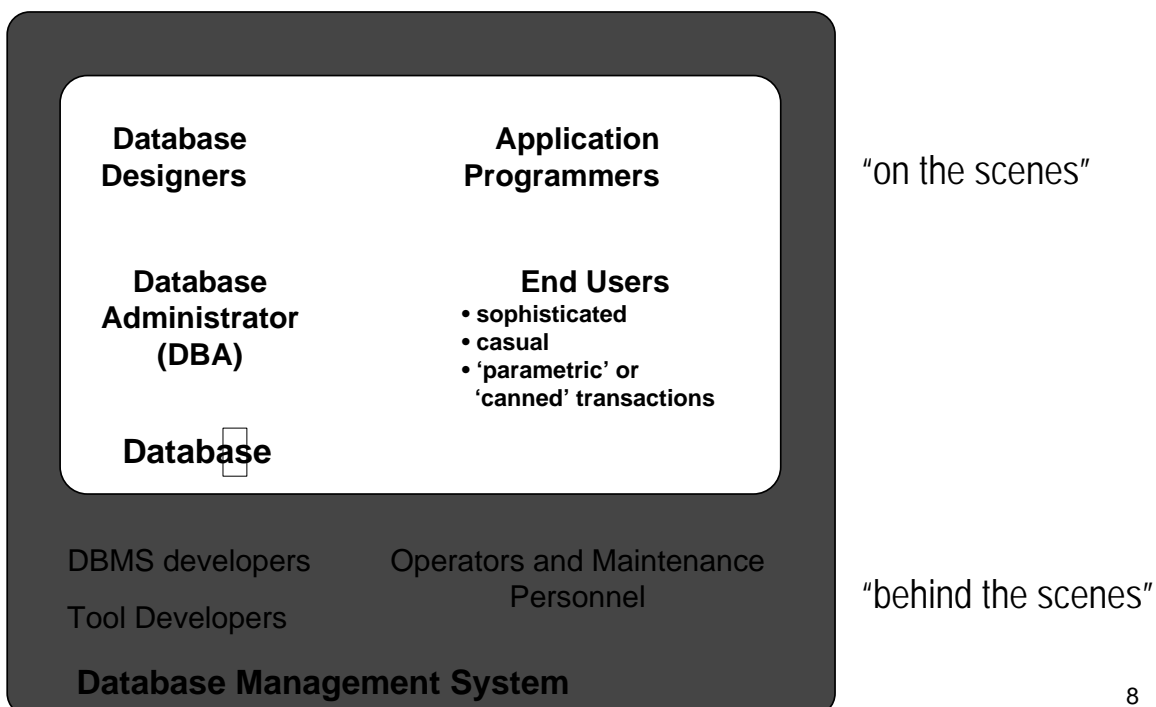 Database
Designers
Application
Programmers
“on the scenes”
Database
Administrator
(DBA)
End Users
• sophisticated
• casual
• ‘parametric’ or
‘canned’ transactions
Database
DBMS developers
Tool Developers
Operators and Maintenance
Personnel
“behind the scenes”
Database Management System
8